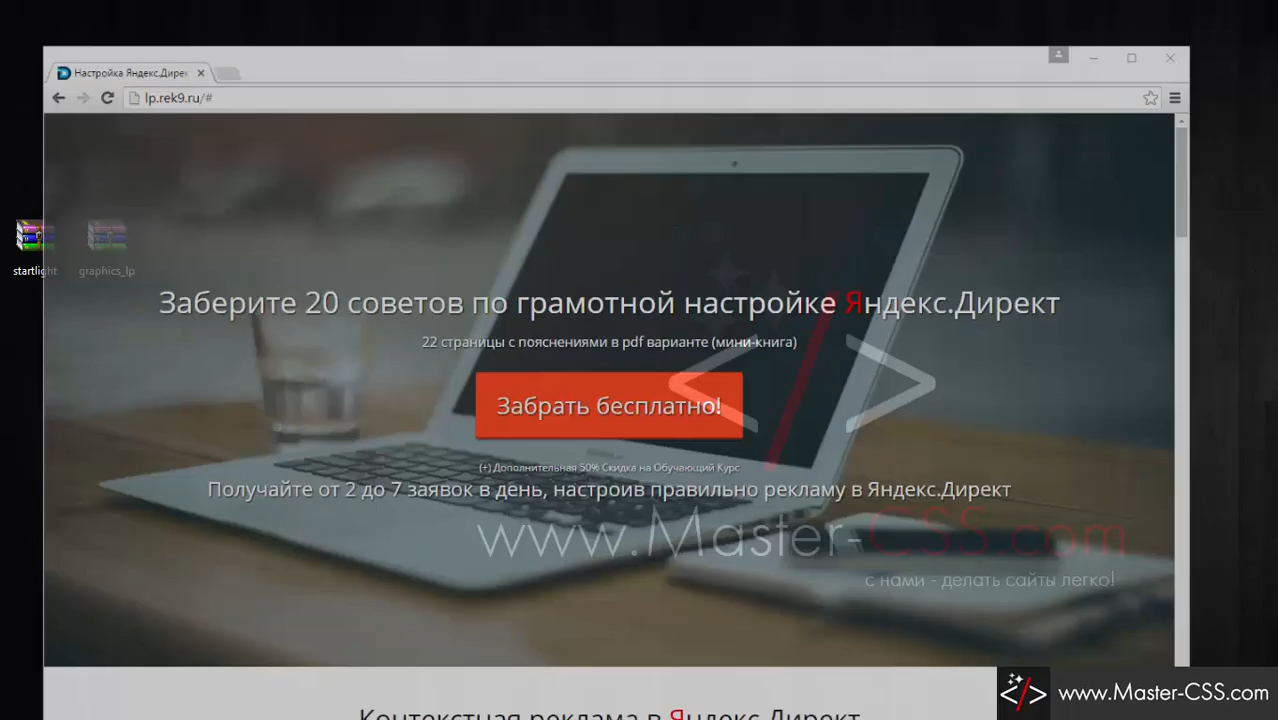 Настройка Яндекс.Дирек
lp.rek9.ru/#
startlight
graphics_lp
Заберите 20 советов по грамотной настройке Яндекс.Директ
22 страницы с пояснениями в pdf варианте (мини-книга)
Забрать бесплатно!
(+) Дополнительная 50% Скидка на Обучающий Курс
Получайте от 2 до 7 заявок в день, настроив правильно рекламу в Яндекс.Директ
www.Master-CSS.com
с нами - делать сайты легко!
www.Master-CSS.com
Контекстная реклама в Яндекс.Директ